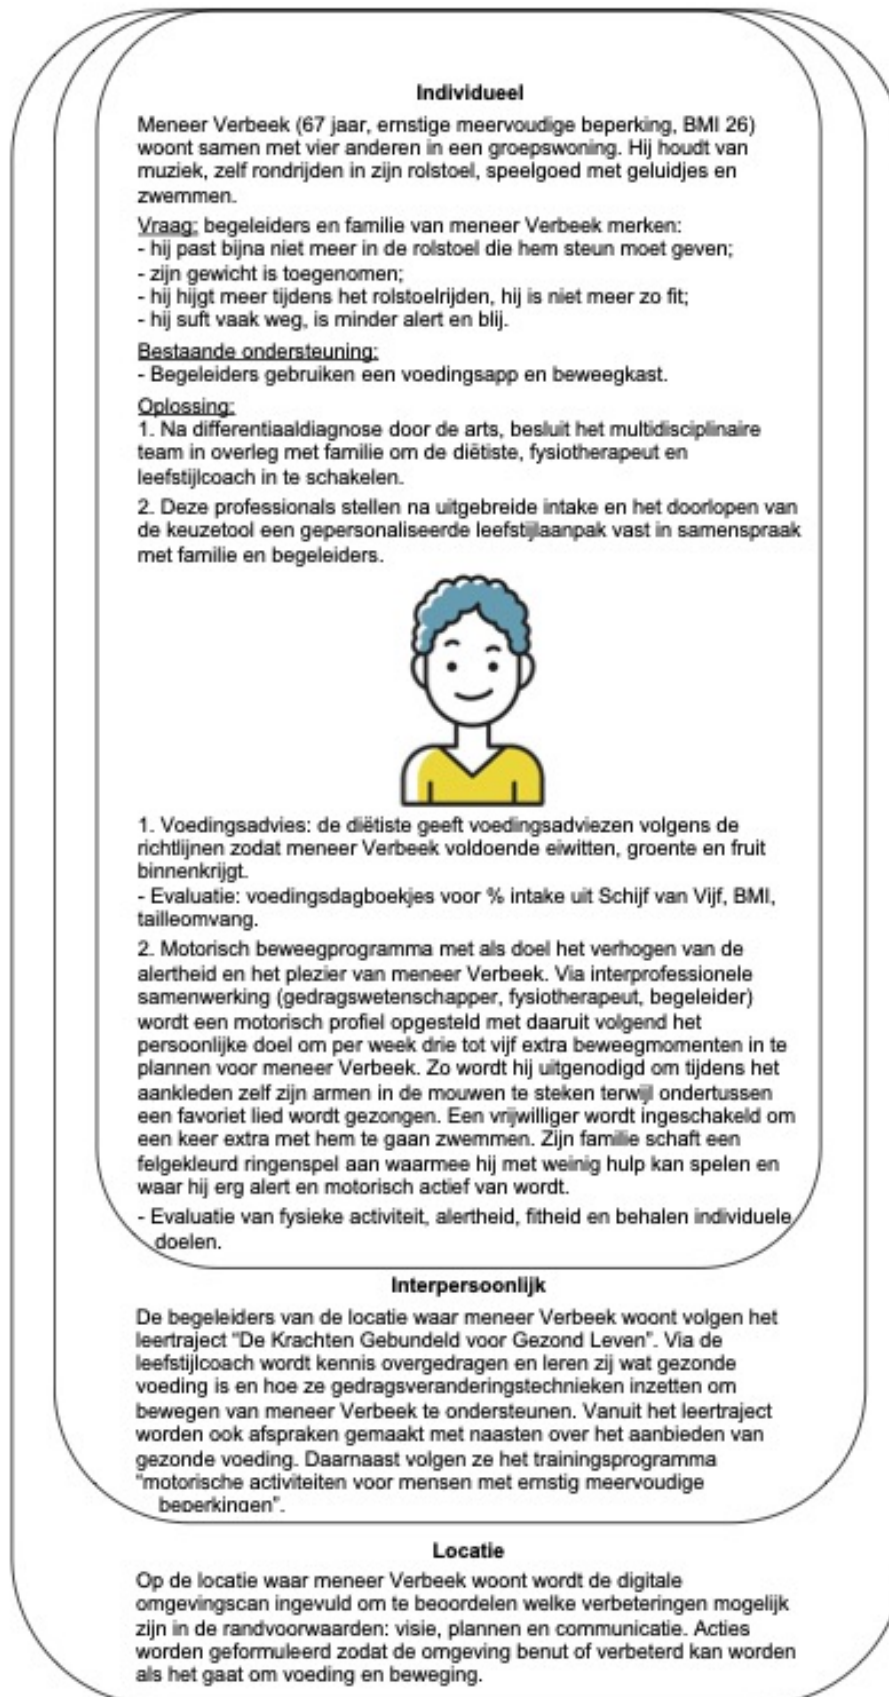 Individueel
Meneer Verbeek (67 jaar, ernstige meervoudige beperking, BMI 26)
woont samen met vier anderen in een groepswoning. Hij houdt van
muziek, zelf rondrijden in zijn rolstoel, speelgoed met geluidjes en
zwemmen.
Vraag: begeleiders en familie van meneer Verbeek merken:
- hij past bijna niet meer in de rolstoel die hem steun moet geven;
- zijn gewicht is toegenomen;
- hij hijgt meer tijdens het rolstoelrijden, hij is niet meer zo fit;
- hij suft vaak weg, is minder alert en blij.
Bestaande ondersteuning:
- Begeleiders gebruiken een voedingsapp en beweegkast.
Oplossing:
1. Na differentiaaldiagnose door de arts, besluit het multidisciplinaire
team in overleg met familie om de diëtiste, fysiotherapeut en
leefstijlcoach in te schakelen.
2. Deze professionals stellen na uitgebreide intake en het doorlopen van
de keuzetool een gepersonaliseerde leefstijlaanpak vast in samenspraak
met familie en begeleiders.
1. Voedingsadvies: de diëtiste geeft voedingsadviezen volgens de
richtlijnen zodat meneer Verbeek voldoende eiwitten, groente en fruit
binnenkrijgt.
- Evaluatie: voedingsdagboekjes voor % intake uit Schijf van Vijf, BMI,
tailleomvang.
2. Motorisch beweegprogramma met als doel het verhogen van de
alertheid en het plezier van meneer Verbeek. Via interprofessionele
samenwerking (gedragswetenschapper, fysiotherapeut, begeleider)
wordt een motorisch profiel opgesteld met daaruit volgend het
persoonlijke doel om per week drie tot vijf extra beweegmomenten in te
plannen voor meneer Verbeek. Zo wordt hij uitgenodigd om tijdens het
aankleden zelf zijn armen in de mouwen te steken terwijl ondertussen
een favoriet lied wordt gezongen. Een vrijwilliger wordt ingeschakeld om
een keer extra met hem te gaan zwemmen. Zijn familie schaft een
felgekleurd ringenspel aan waarmee hij met weinig hulp kan spelen en
waar hij erg alert en motorisch actief van wordt.
- Evaluatie van fysieke activiteit, alertheid, fitheid en behalen individuele
doelen.
Interpersoonlijk
De begeleiders van de locatie waar meneer Verbeek woont volgen het
leertraject "De Krachten Gebundeld voor Gezond Leven". Via de
leefstijlcoach wordt kennis overgedragen en leren zij wat gezonde
voeding is en hoe ze gedragsveranderingstechnieken inzetten om
bewegen van meneer Verbeek te ondersteunen. Vanuit het leertraject
worden ook afspraken gemaakt met naasten over het aanbieden van
gezonde voeding. Daarnaast volgen ze het trainingsprogramma
"motorische activiteiten voor mensen met ernstig meervoudige
beperkingen".
Locatie
Op de locatie waar meneer Verbeek woont wordt de digitale
omgevingscan ingevuld om te beoordelen welke verbeteringen mogelijk
zijn in de randvoorwaarden: visie, plannen en communicatie. Acties
worden geformuleerd zodat de omgeving benut of verbeterd kan worden
als het gaat om voeding en beweging.